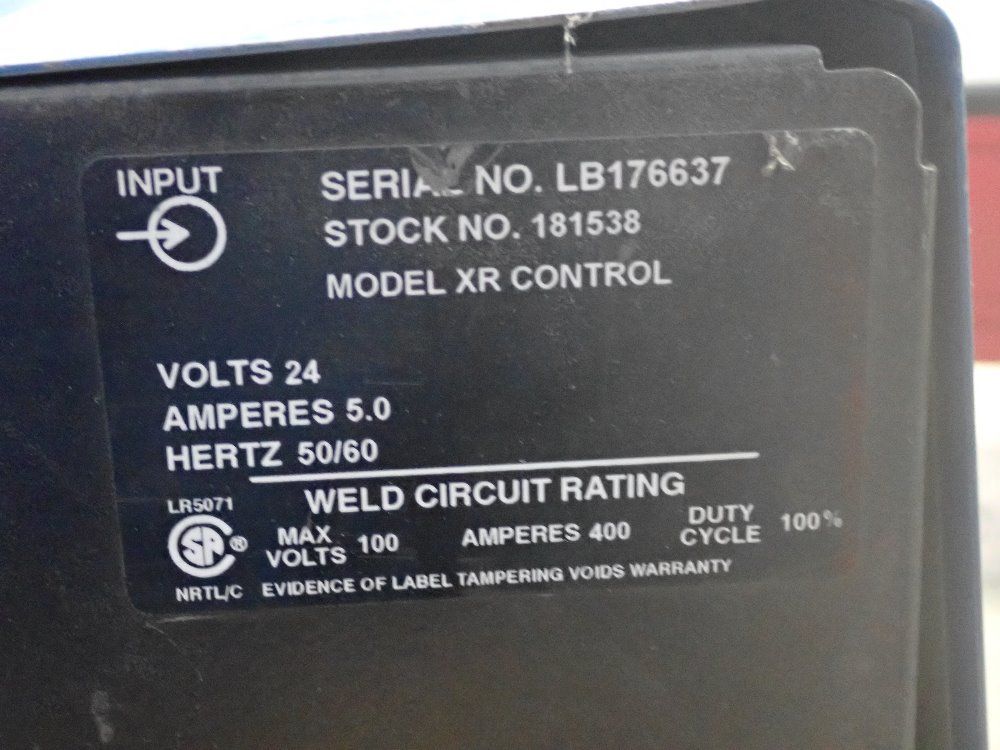 INPUT
SERIAL NO. LB176637
STOCK NO. 181538
MODEL XR CONTROL
VOLTS 24
AMPERES 5.0
HERTZ 50/60
WELD CIRCUIT RATING
LR5071
SA ®
NRTL/C
MAX VOLTS 100 AMPERES 400 DUTY CYCLE 100%
EVIDENCE OF LABEL TAMPERING VOIDS WARRANTY